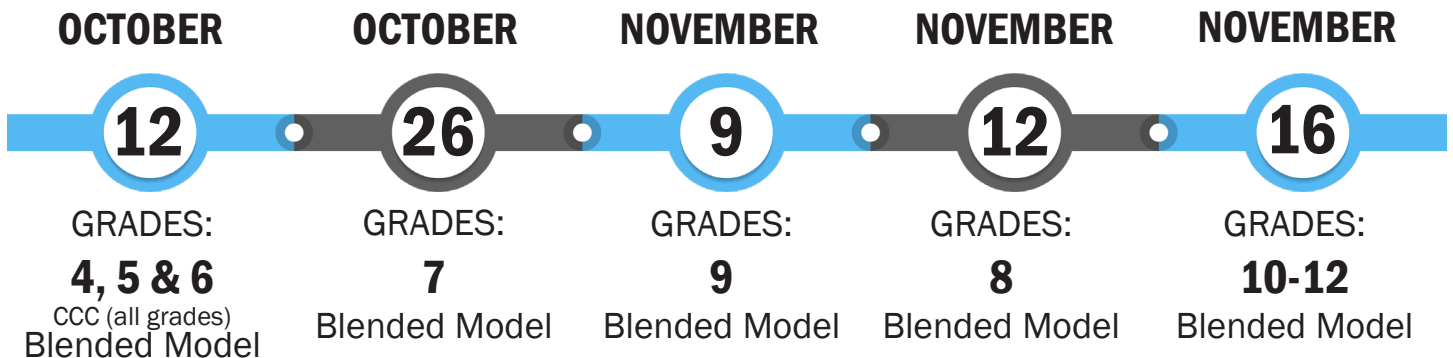 OCTOBER
12
GRADES:
4, 5 & 6
CCC (all grades)
Blended Model
OCTOBER
26
GRADES:
7
Blended Model
NOVEMBER
9
GRADES:
9
Blended Model
NOVEMBER
12
GRADES:
8
Blended Model
NOVEMBER
16
GRADES:
10-12
Blended Model